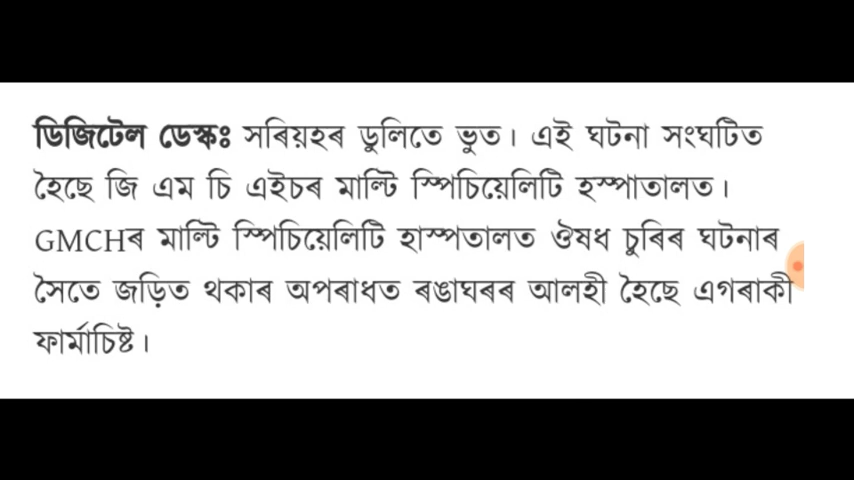 ডিজিটেল ডেস্কঃ সৰিয়হৰ ডুলিতে ভুত। এই ঘটনা সংঘটিত
হৈছে জি এম চি এইচৰ মাল্টি স্পিচিয়েলিটি হস্পাতালত।
GMCHৰ মাল্টি স্পিচিয়েলিটি হাস্পতালত ঔষধ চুৰিৰ ঘটনাৰ
সৈতে জড়িত থকাৰ অপৰাধত ৰঙাঘৰৰ আলহী হৈছে এগৰাকী
ফাৰ্মাচিষ্ট।